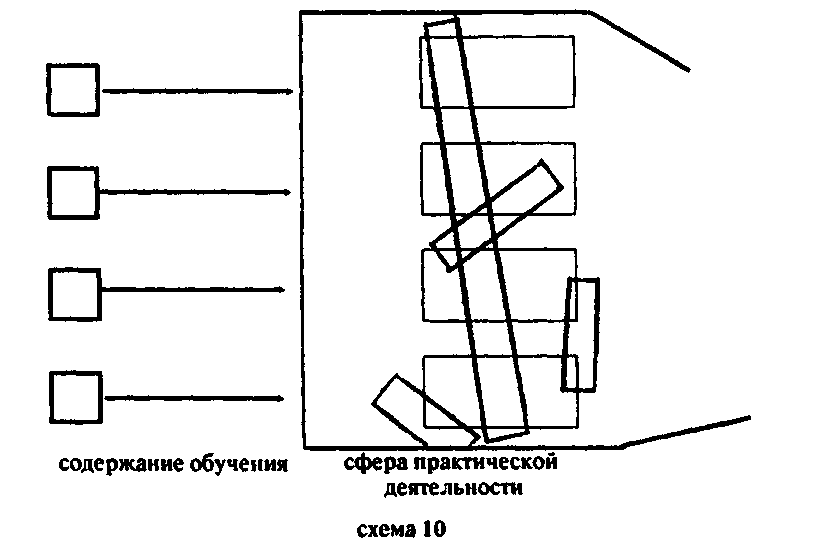 содержание обучения
сфера практической
деятельности
схема 10